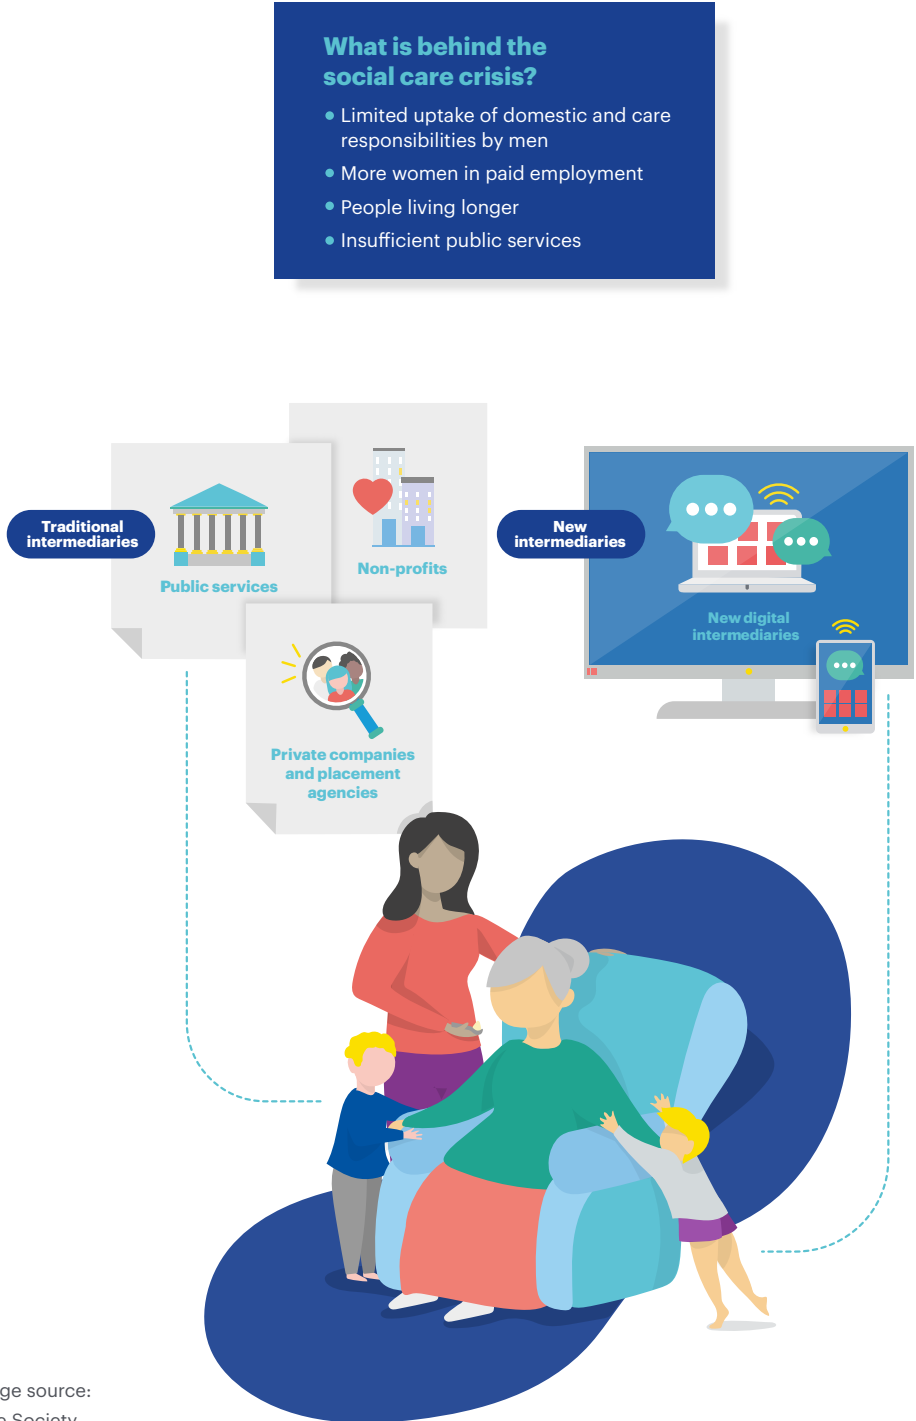 What is behind the
social care crisis?
• Limited uptake of domestic and care
responsibilities by men
• More women in paid employment
• People living longer
• Insufficient public services
Traditional
intermediaries
Public services
Non-profits
Private companies
and placement
agencies
New
intermediaries
New digital
intermediaries
ge source:
Society